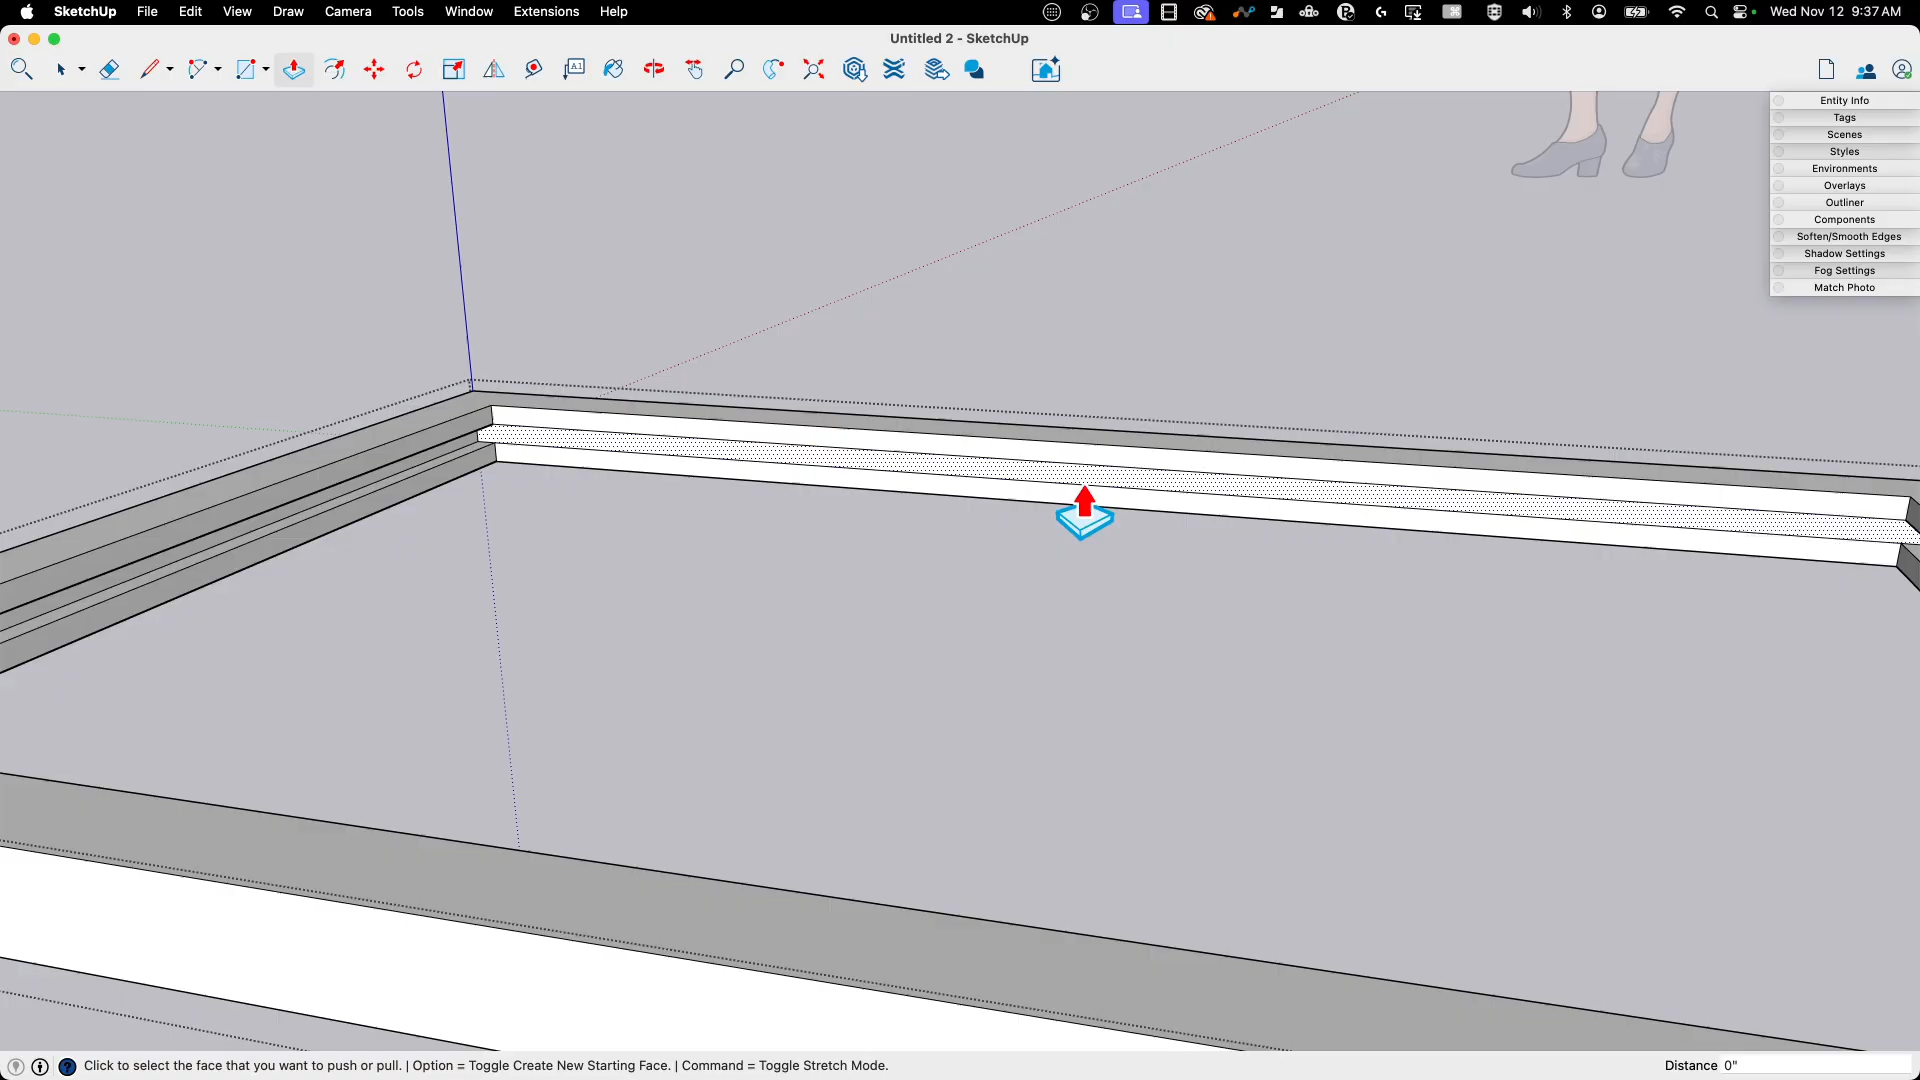 SketchUp File Edit View Draw Camera Tools Window Extensions Help Wed Nov 12 9:37 AM
Untitled 2 - SketchUp
A1
Entity Info
Tags
Scenes
Styles
Environments
Overlays
Outliner
Components
Soften/Smooth Edges
Shadow Settings
Fog Settings
Match Photo
Click to select the face that you want to push or pull. | Option = Toggle Create New Starting Face. | Command = Toggle Stretch Mode. Distance 0"